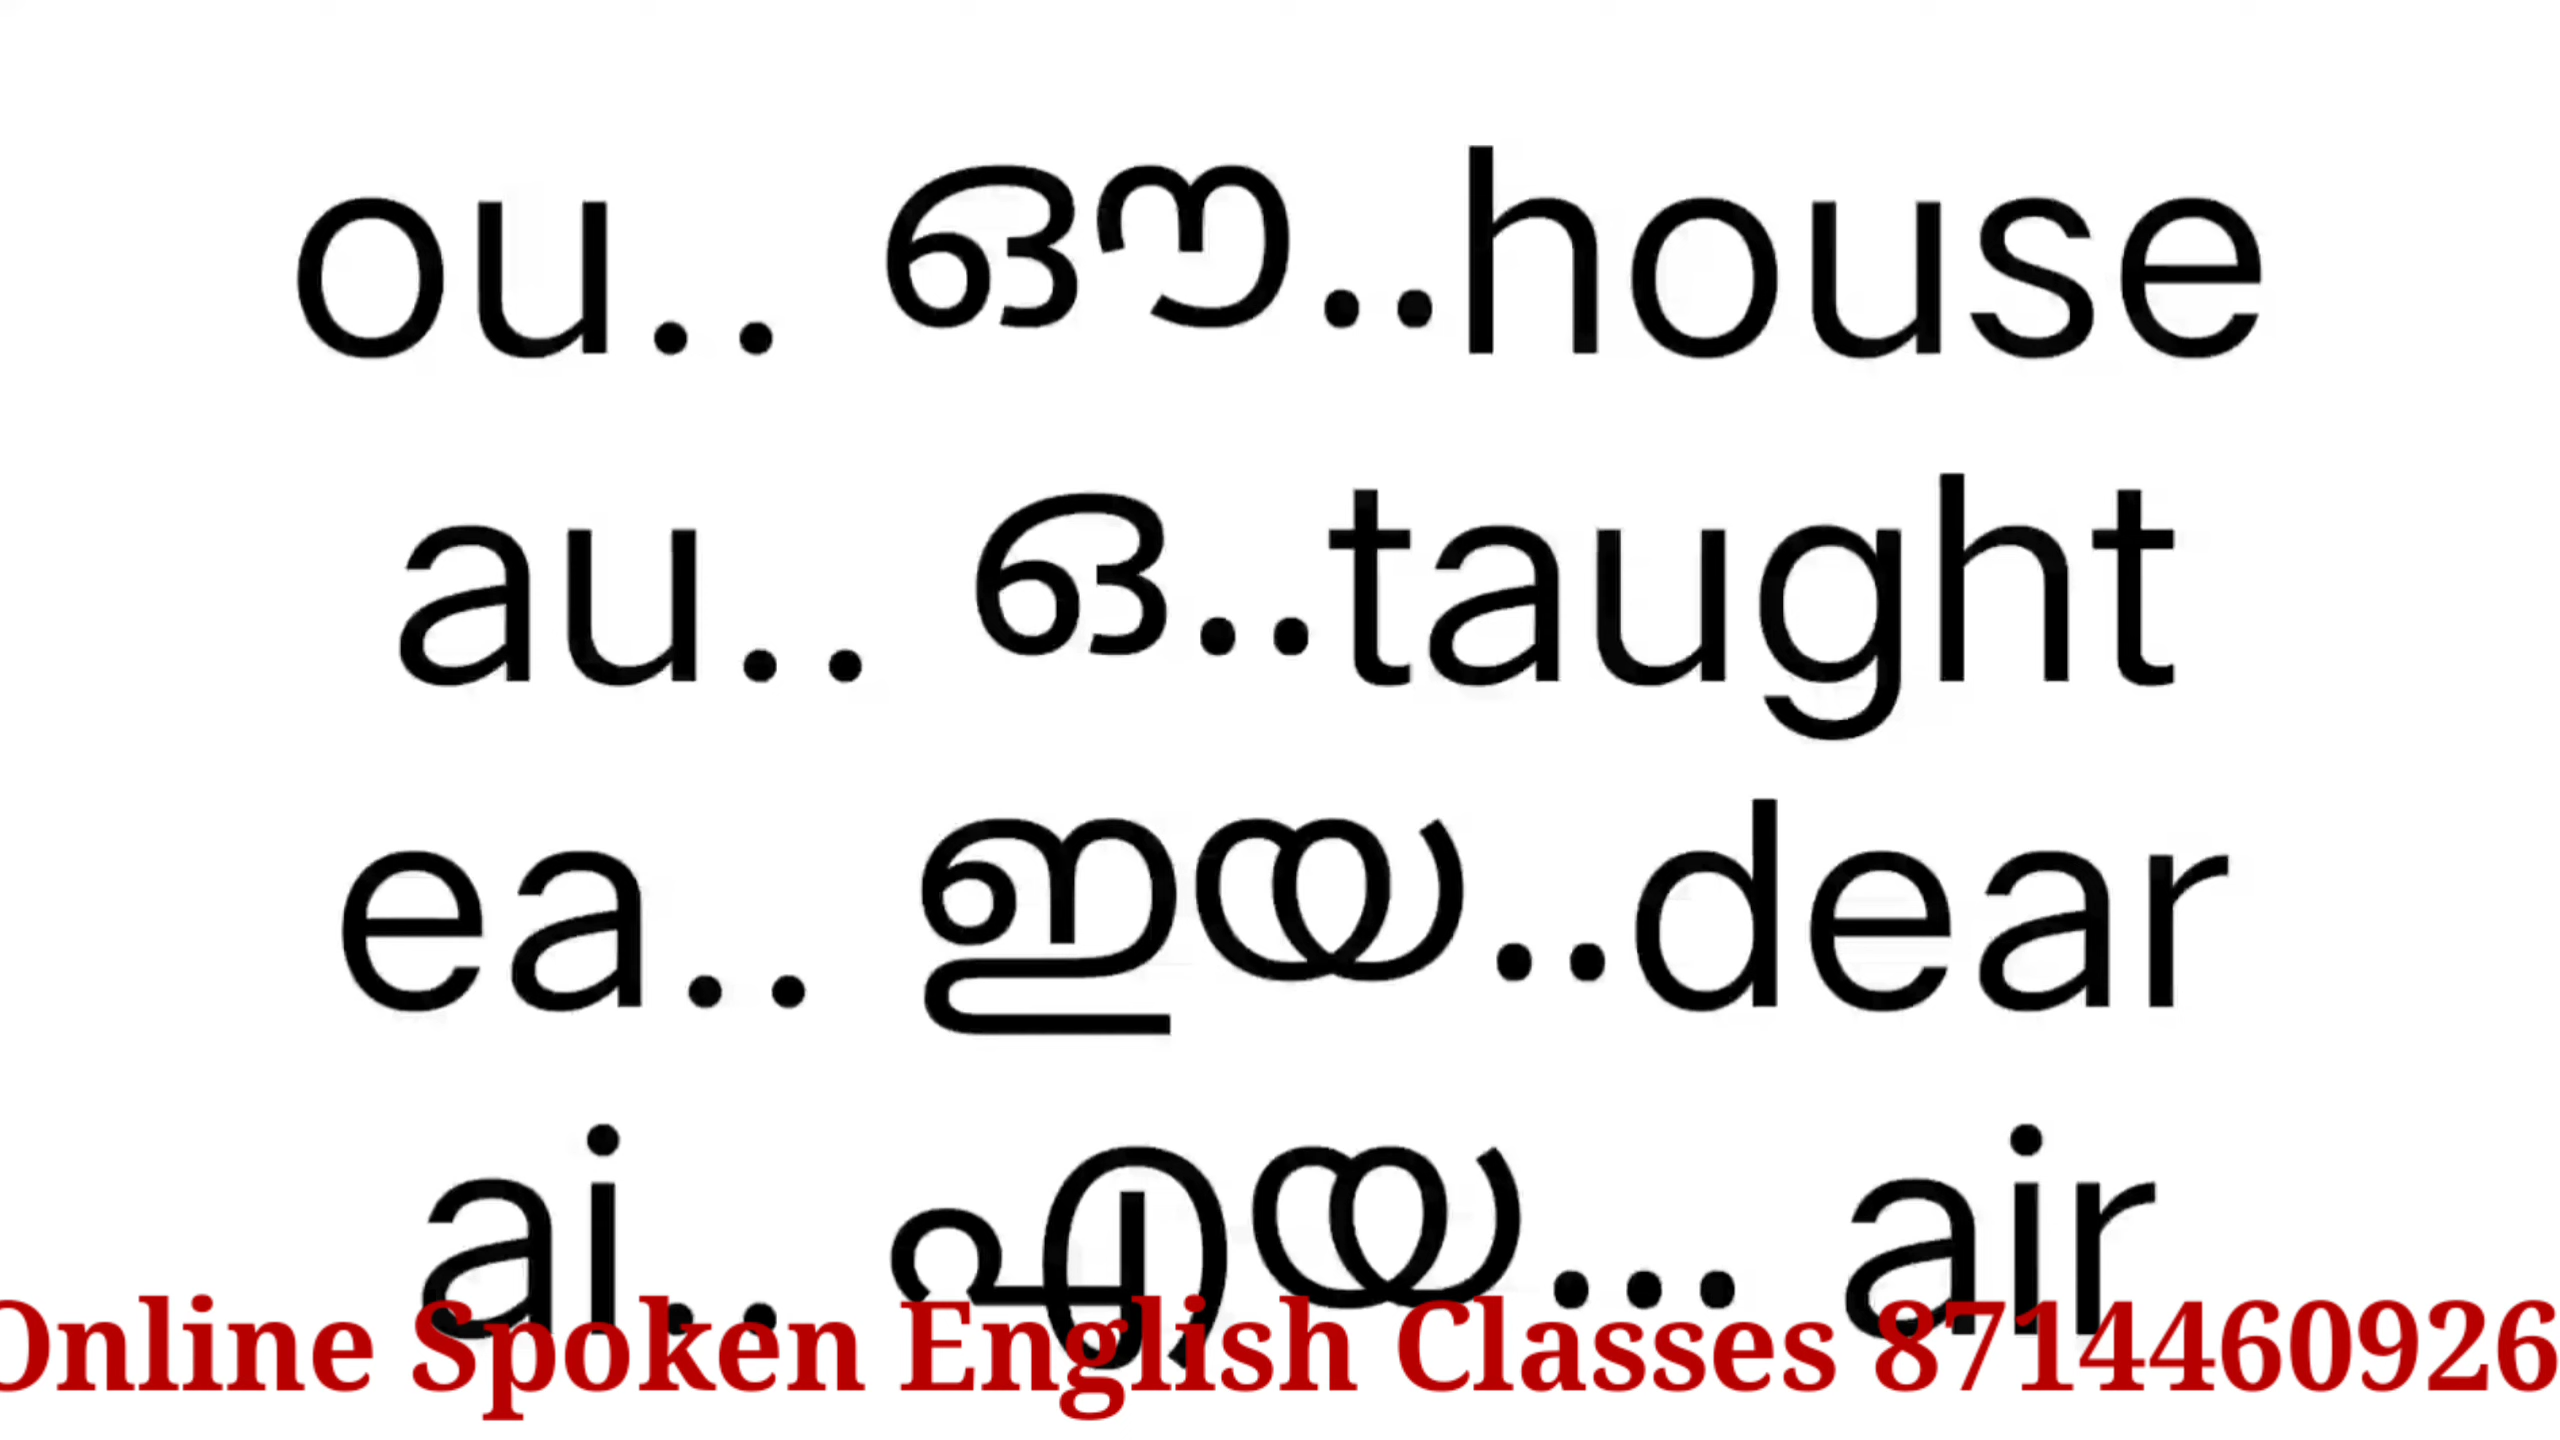 ou.. ഔ..house
au.. ഒ..taught
ea.. ഇയ..dear
ai.. എയ... air
Online Spoken English Classes 8714460926